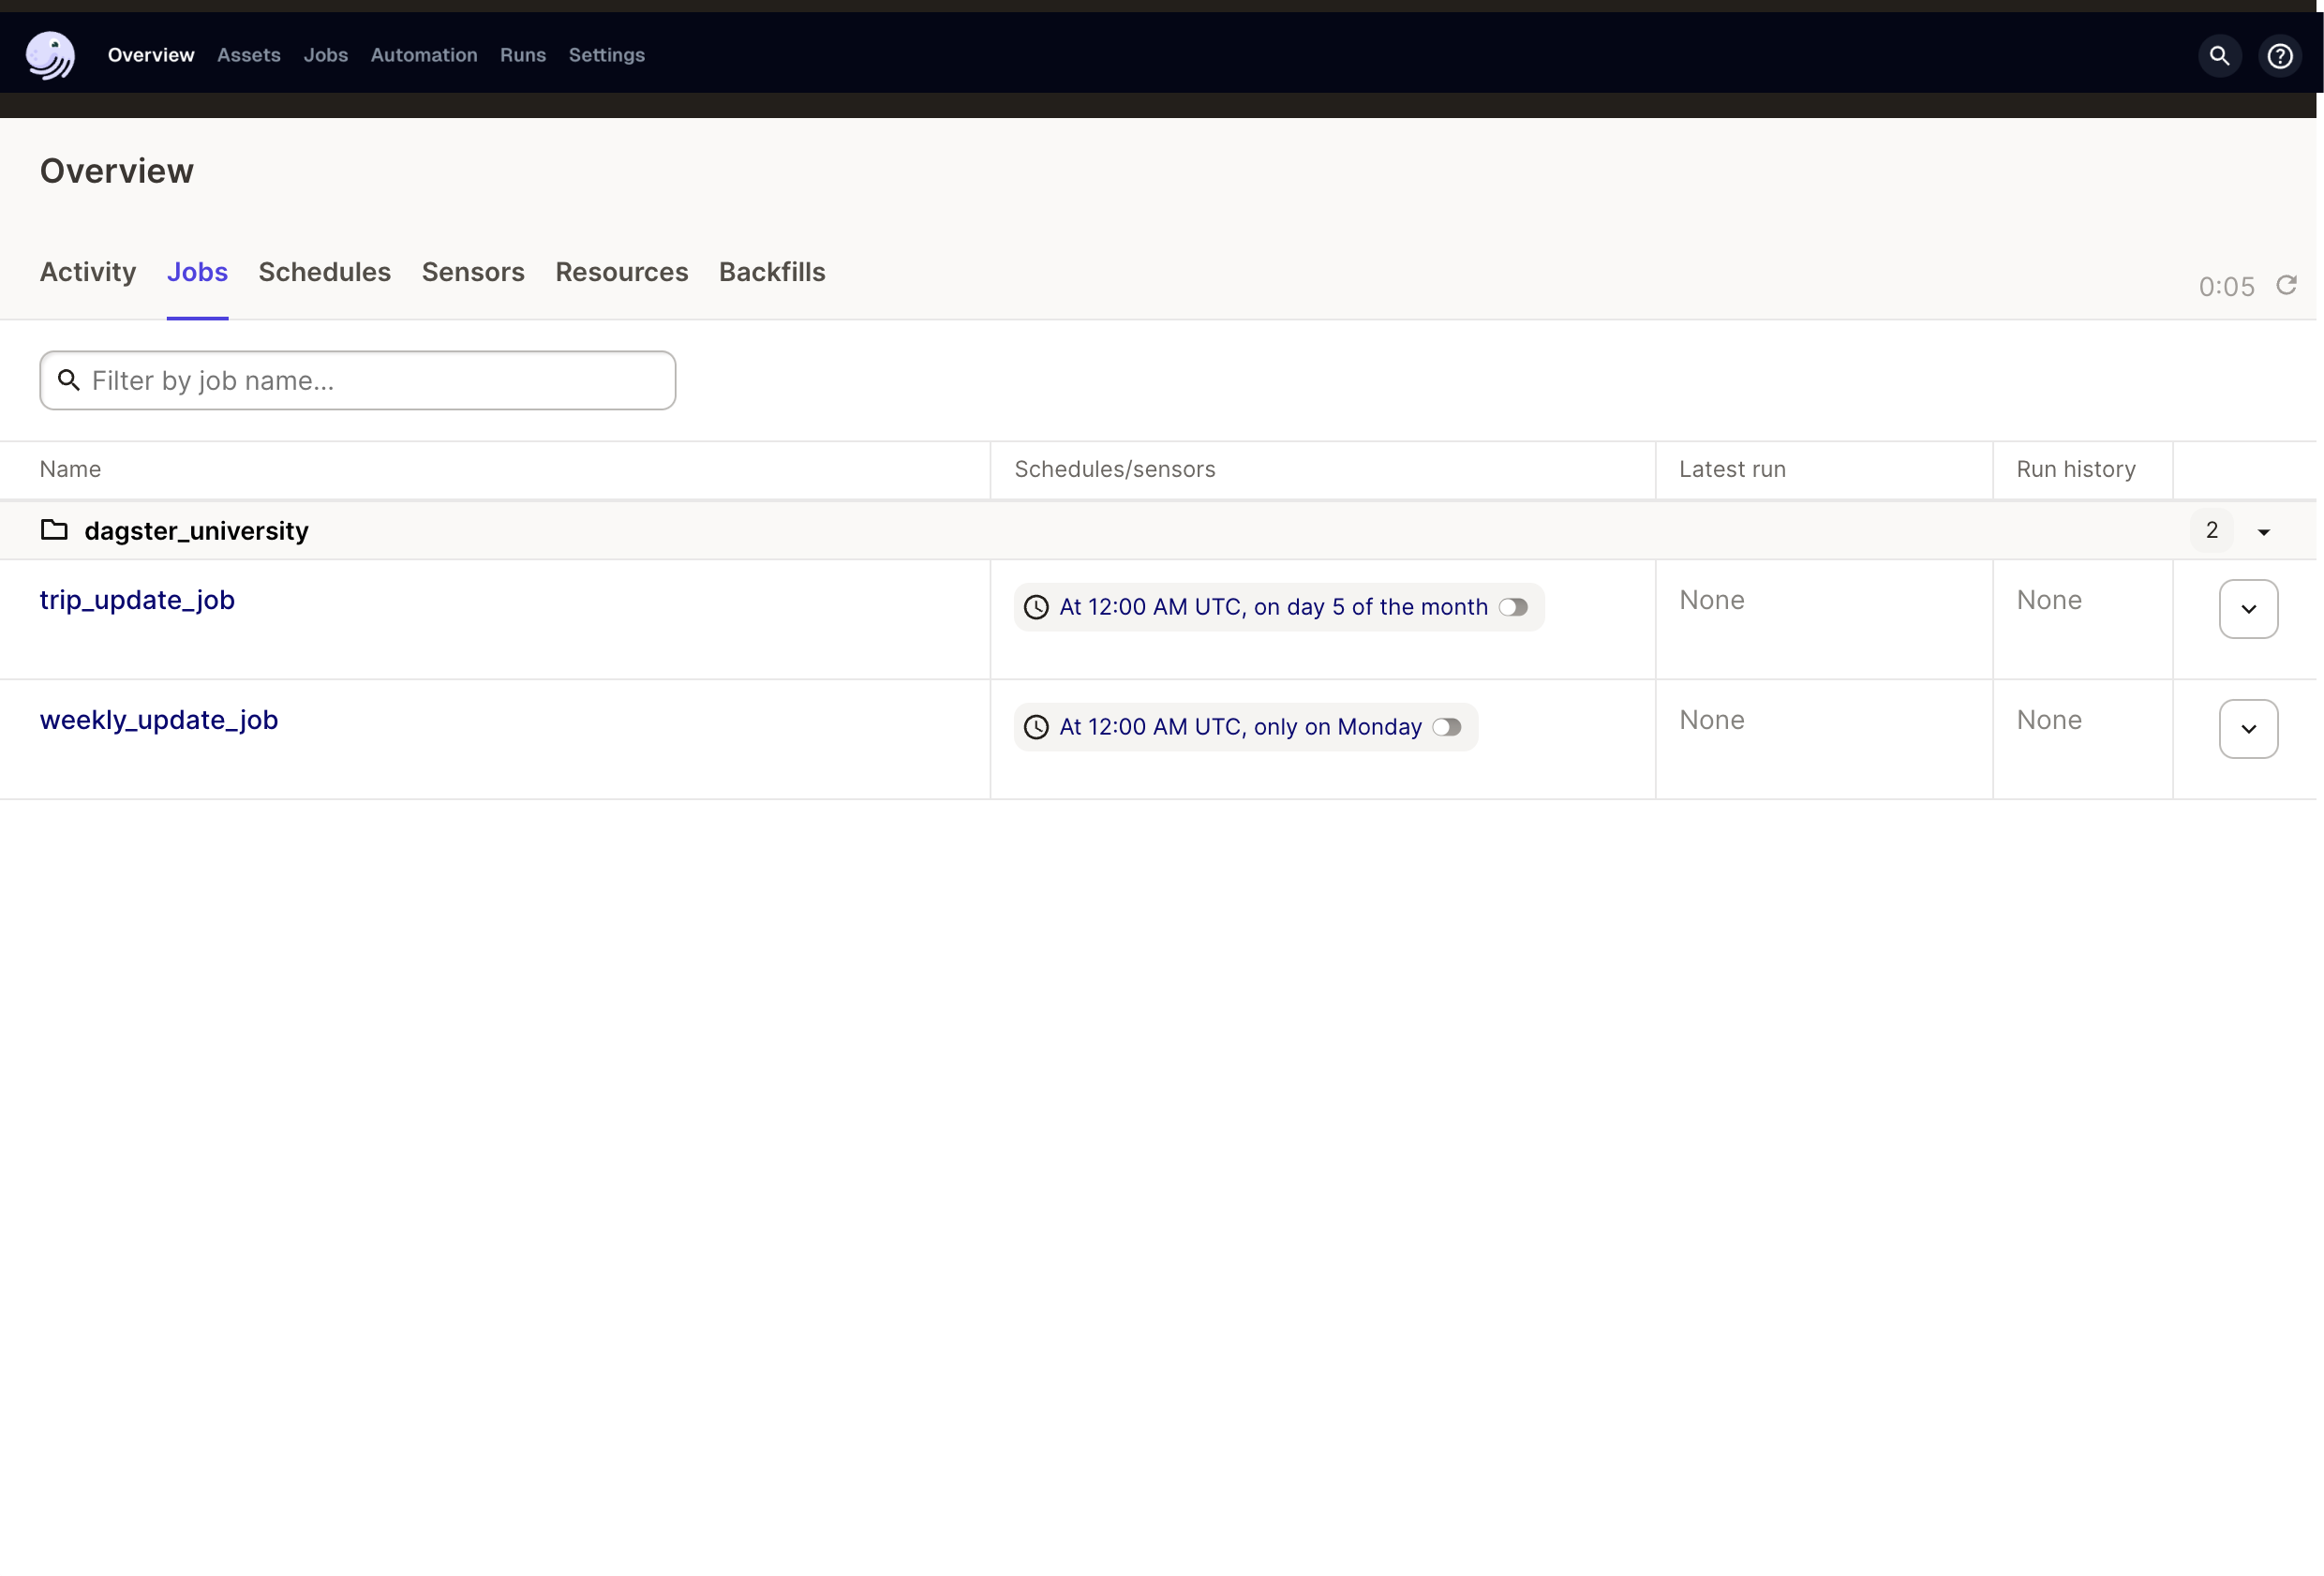 Overview Assets Jobs Automation Runs Settings
Overview
Activity Jobs Schedules Sensors Resources Backfills
0:05
Filter by job name...
Name Schedules/sensors Latest run Run history
dagster_university 2
trip_update_job At 12:00 AM UTC, on day 5 of the month None None
weekly_update_job At 12:00 AM UTC, only on Monday None None